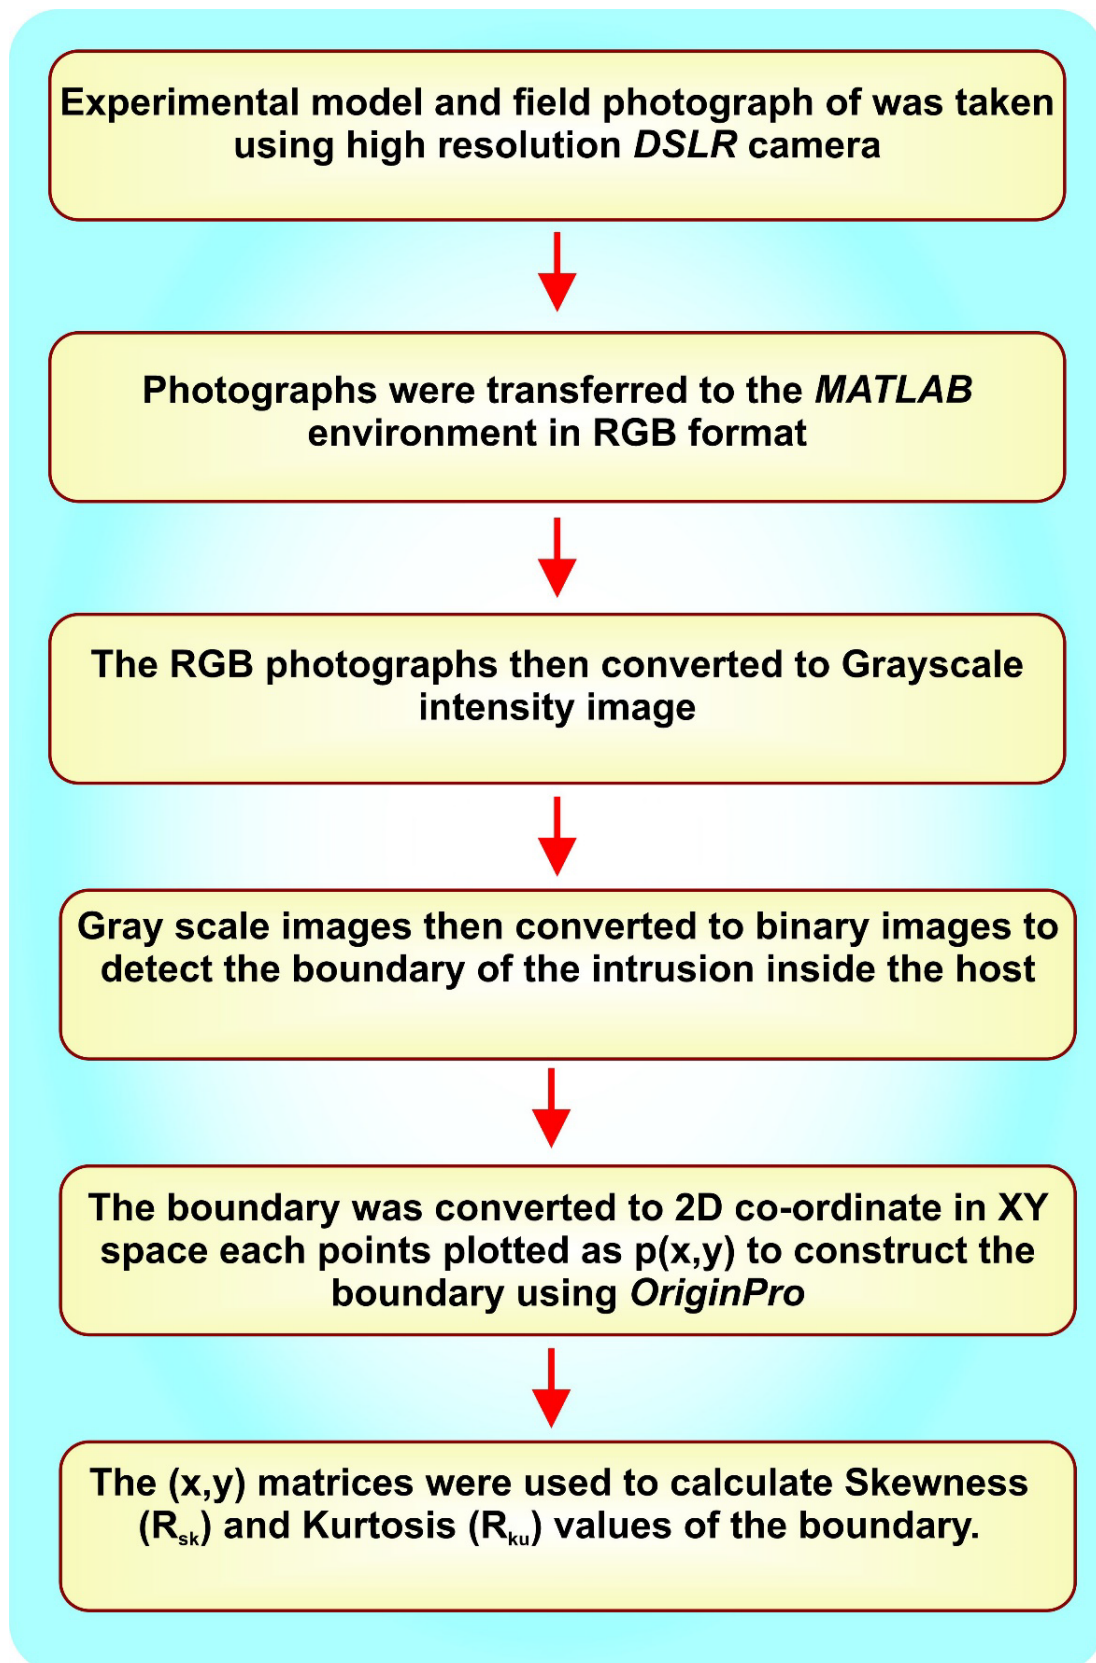 Experimental model and field photograph of was taken
using high resolution DSLR camera
Photographs were transferred to the MATLAB
environment in RGB format
The RGB photographs then converted to Grayscale
intensity image
Gray scale images then converted to binary images to
detect the boundary of the intrusion inside the host
The boundary was converted to 2D co-ordinate in XY
space each points plotted as p(x,y) to construct the
boundary using OriginPro
The (x,y) matrices were used to calculate Skewness
(Rsk) and Kurtosis (Rku) values of the boundary.